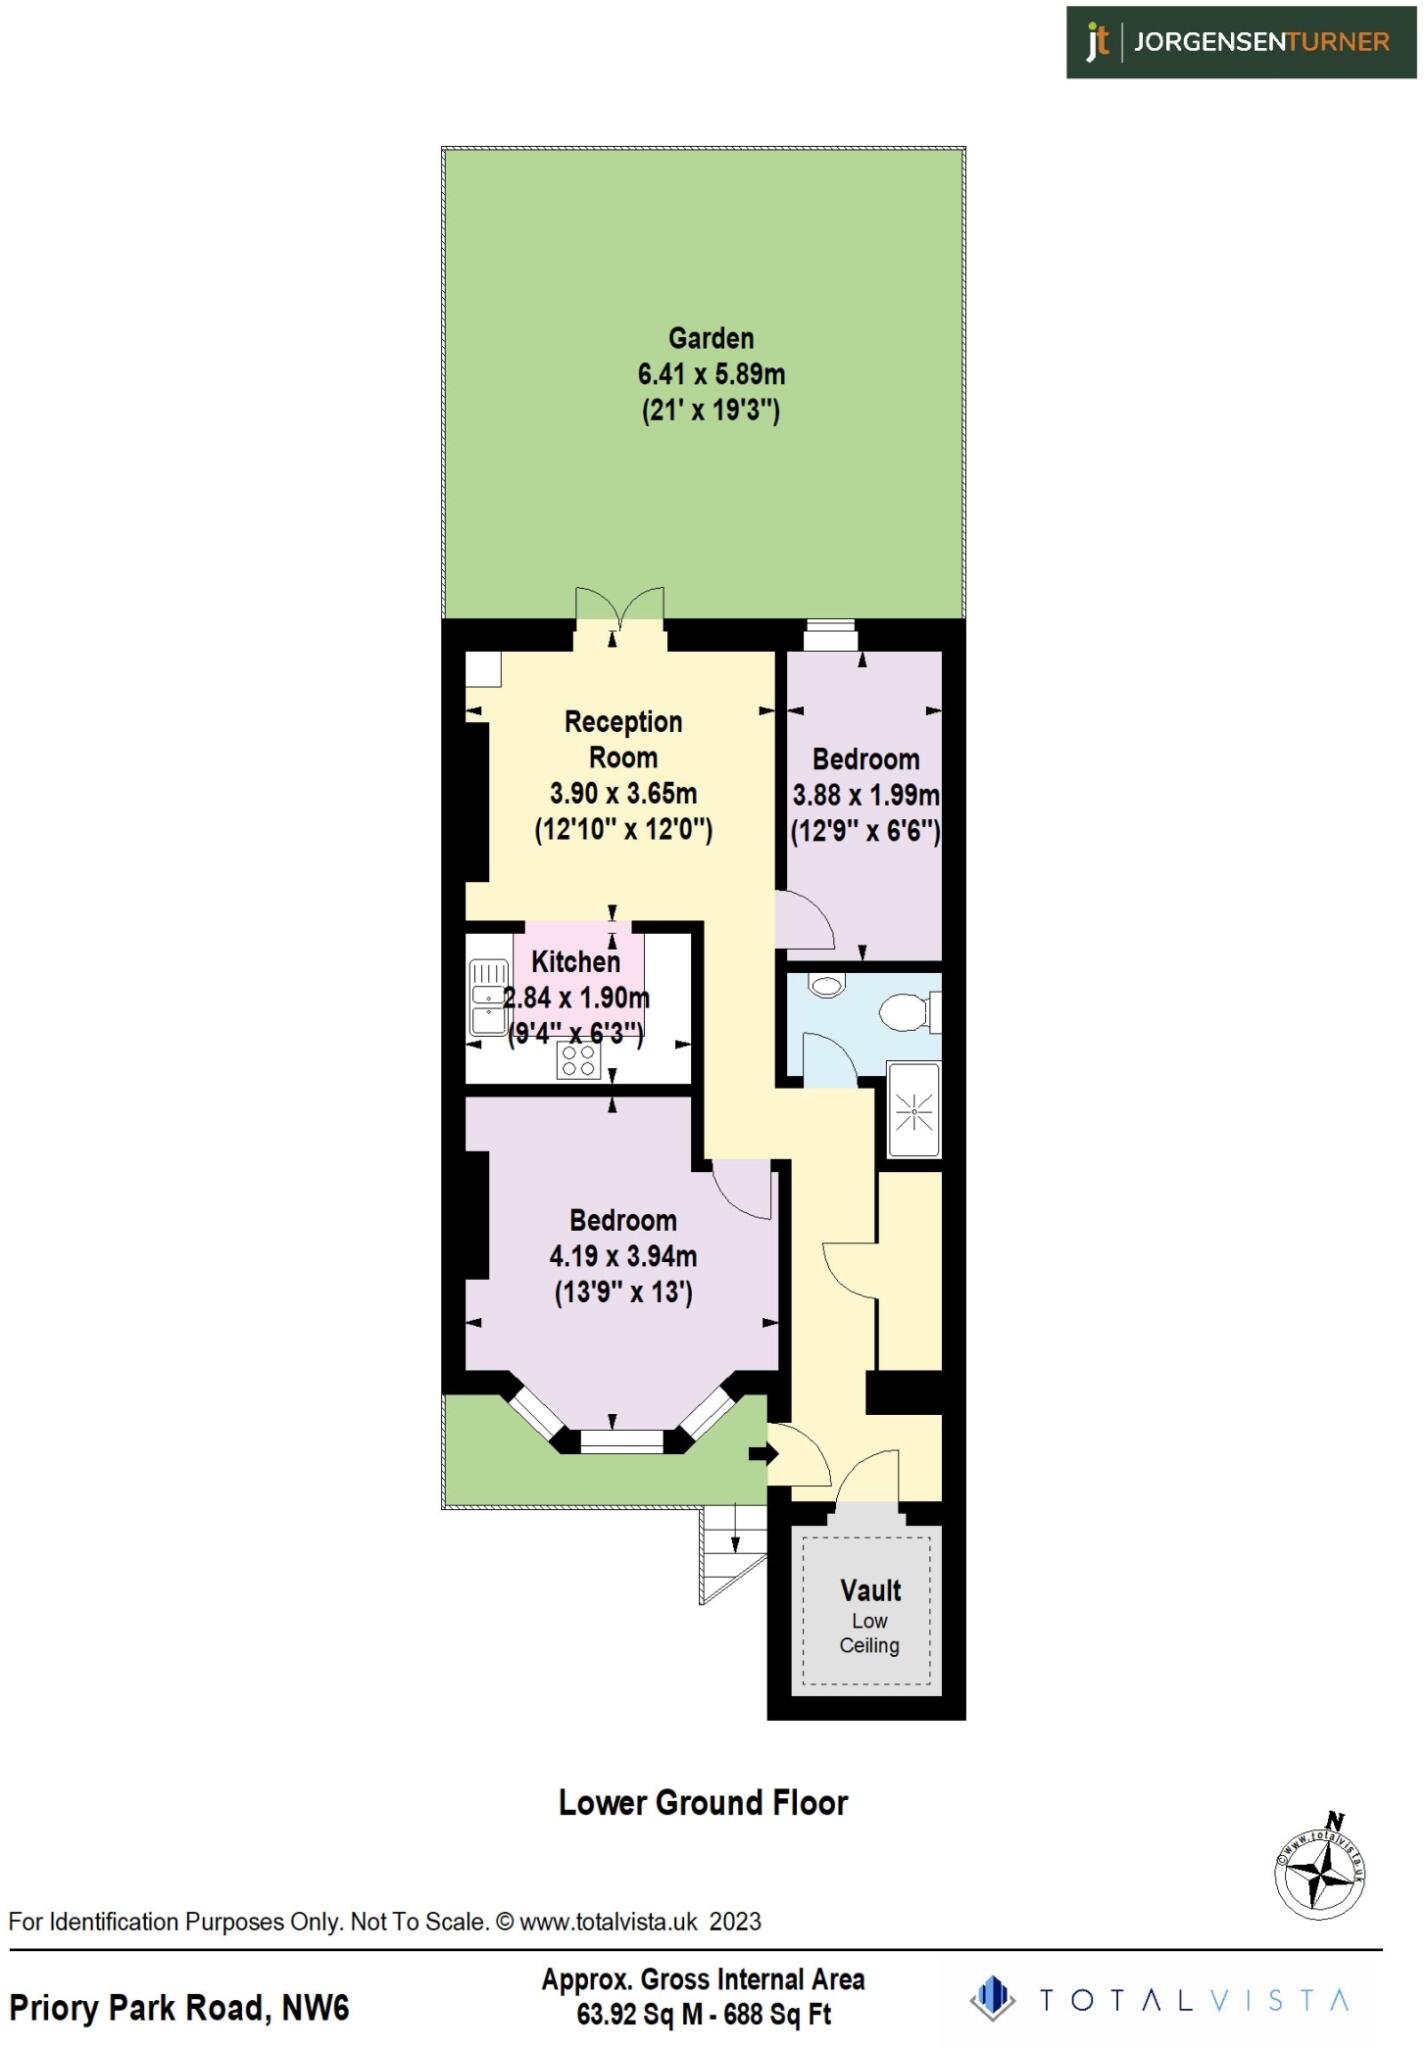 jt JORGENSENTURNER
Garden
6.41 x 5.89m
(21' x 19'3")
Reception
Room
3.90 x 3.65m
(12'10" x 12'0")
Bedroom
3.88 x 1.99m
(12'9" x 6'6")
Kitchen
2.84 x 1.90m
(9'4" x 6'3")
Bedroom
4.19 x 3.94m
(13'9" x 13')
Vault
Low
Ceiling
Lower Ground Floor
N
©www.totalvista.uk
For Identification Purposes Only. Not To Scale. © www.totalvista.uk 2023
Priory Park Road, NW6
Approx. Gross Internal Area
63.92 Sq M - 688 Sq Ft
TOTALVISTA